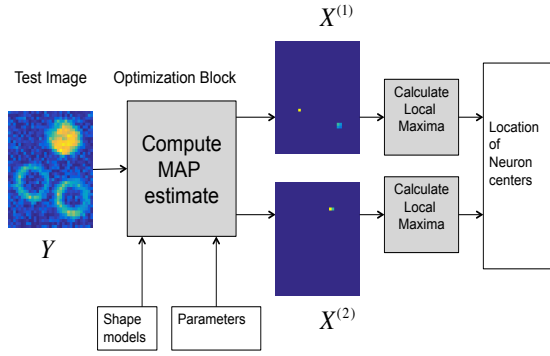 X(1)
Test Image
Optimization Block
Calculate
Local
Maxima
Compute
MAP
estimate
Location
of
Neuron
centers
Calculate
Local
Maxima
Y
Shape
models
Parameters
X(2)